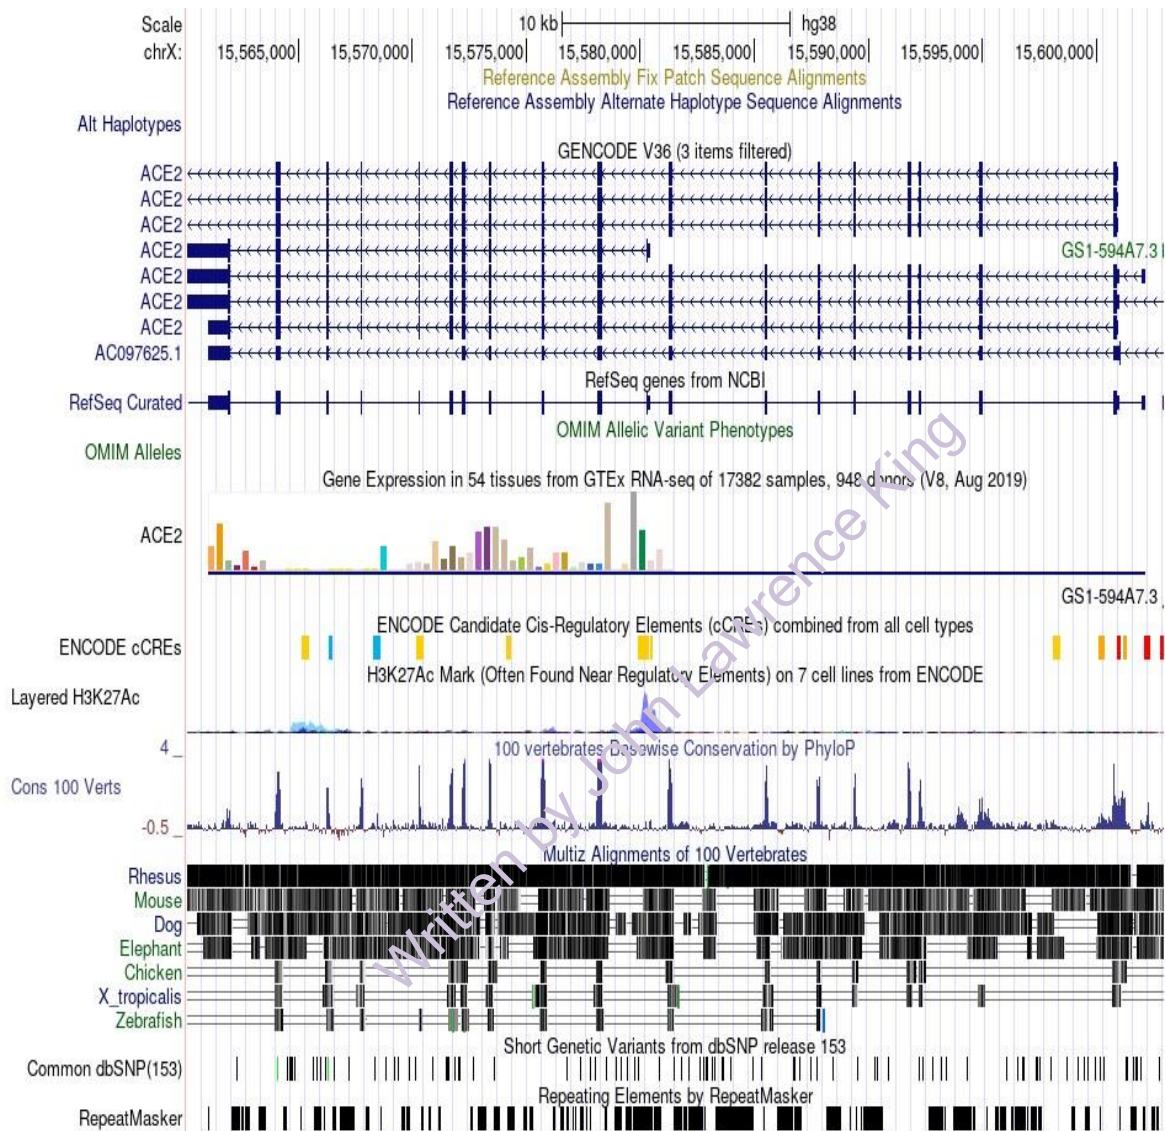 Scale 10 kb hg38
chrX: 15,565,000 15,570,000 15,575,000 15,580,000 15,585,000 15,590,000 15,595,000 15,600,000
Reference Assembly Fix Patch Sequence Alignments
Reference Assembly Alternate Haplotype Sequence Alignments
Alt Haplotypes
GENCODE V36 (3 items filtered)
ACE2
ACE2
ACE2
ACE2 GS1-594A7.3
ACE2
ACE2
ACE2
AC097625.1
RefSeq genes from NCBI
RefSeq Curated
OMIM Allelic Variant Phenotypes
OMIM Alleles
Gene Expression in 54 tissues from GTEx RNA-seq of 17382 samples, 948 donors (V8, Aug 2019)
ACE2
GS1-594A7.3
ENCODE Candidate Cis-Regulatory Elements (cCREs) combined from all cell types
ENCODE cCREs
H3K27Ac Mark (Often Found Near Regulatory Elements) on 7 cell lines from ENCODE
Layered H3K27Ac
4 _
100 vertebrates Basewise Conservation by PhyloP
Cons 100 Verts
-0.5 _
Multiz Alignments of 100 Vertebrates
Rhesus
Mouse
Dog
Elephant
Chicken
X_tropicalis
Zebrafish
Short Genetic Variants from dbSNP release 153
Common dbSNP(153)
Repeating Elements by RepeatMasker
RepeatMasker
Written by John Lawrence King